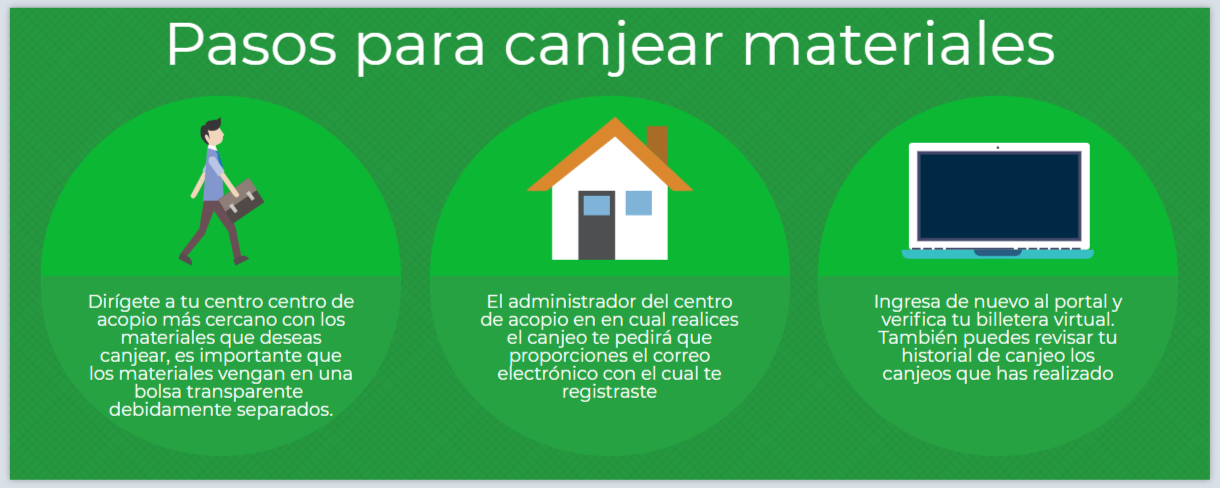 Pasos para canjear materiales
Dirígete a tu centro centro de
acopio más cercano con los
materiales que deseas
canjear, es importante que
los materiales vengan en una
bolsa transparente
debidamente separados.
El administrador del centro
de acopio en en cual realices
el canjeo te pedirá que
proporciones el correo
electrónico con el cual te
registraste
Ingresa de nuevo al portal y
verifica tu billetera virtual.
También puedes revisar tu
historial de canjeo los
canjeos que has realizado